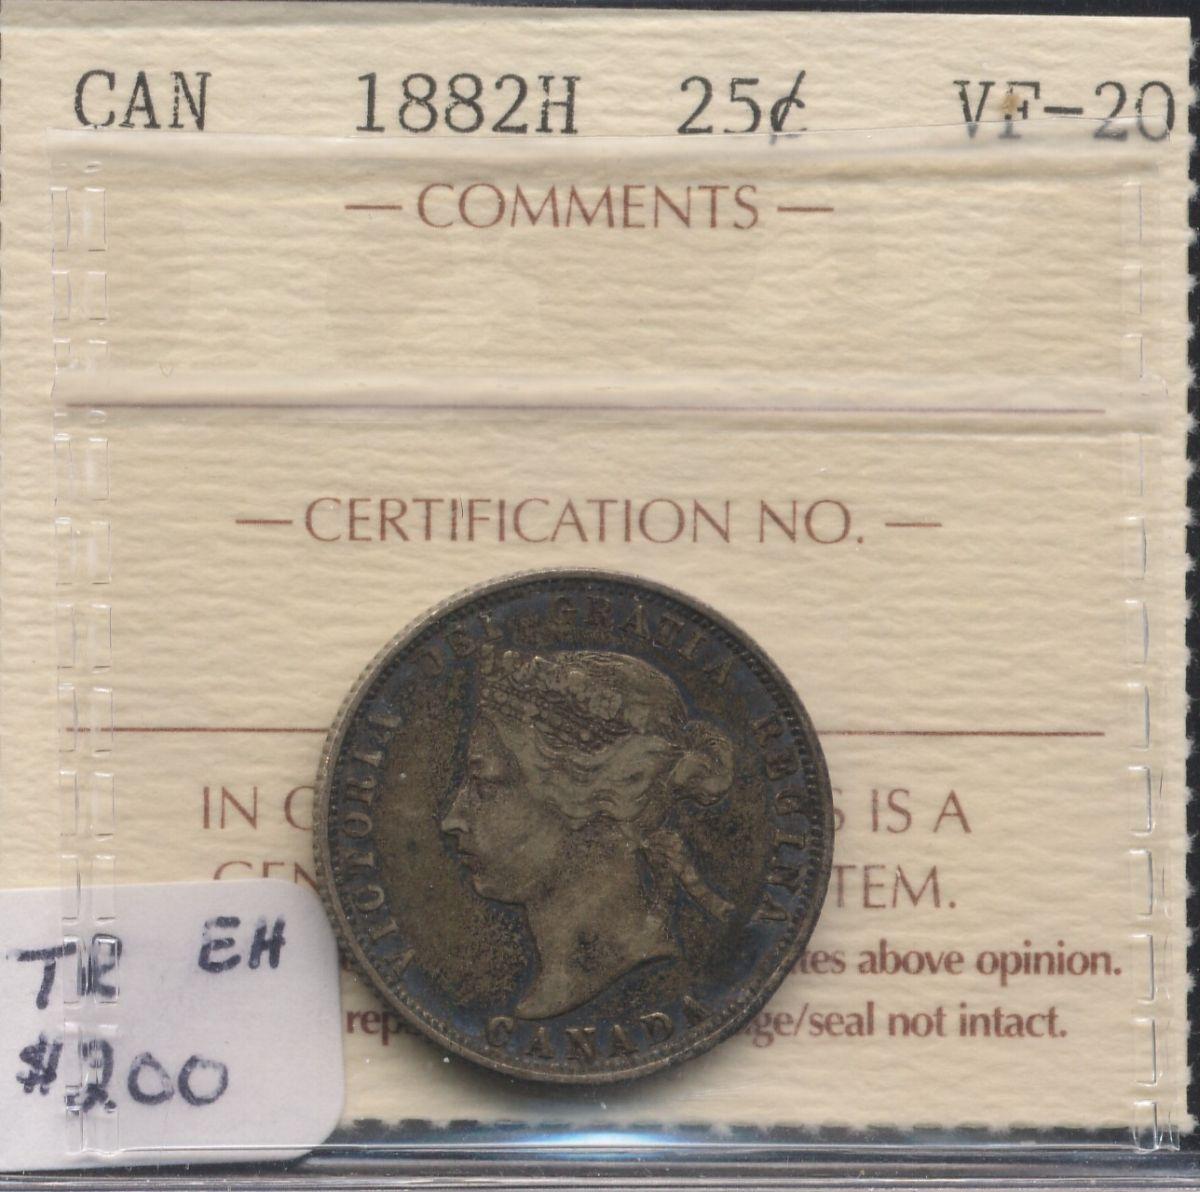 CAN 1882H 25¢ VF-20
— COMMENTS —
— CERTIFICATION NO. —
IN S IS A
GEN TEM.
tes above opinion.
rep ge/seal not intact.
VICTORIA DEI GRATIA REGINA
CANADA
TR EH
$200